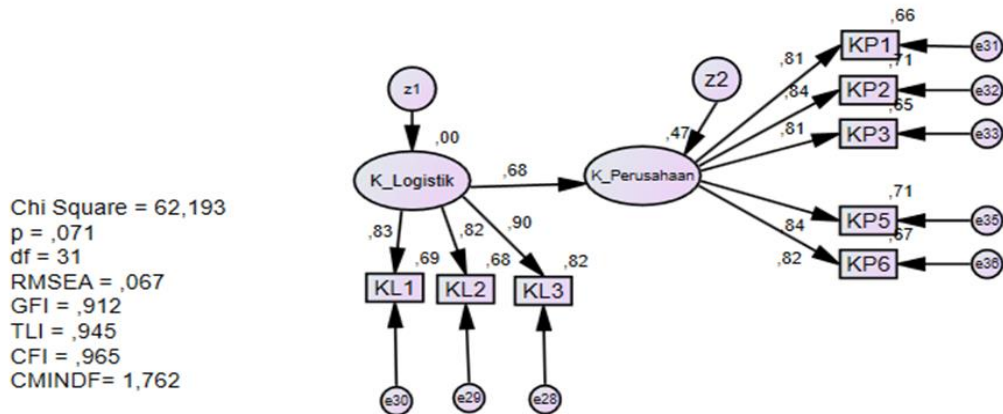 ,66
KP1
e31
,81
,71
z2
KP2
e32
z1
,84
,65
,81
KP3
e33
,00
,47
K_Logistik
,68
K_Perusahaan
,71
KP5
e35
,84
,67
,82
KP6
e36
,83
,82
,90
,69
,68
,82
KL1
KL2
KL3
e30
e29
e28
Chi Square = 62,193
p = ,071
df = 31
RMSEA = ,067
GFI = ,912
TLI = ,945
CFI = ,965
CMINDF= 1,762